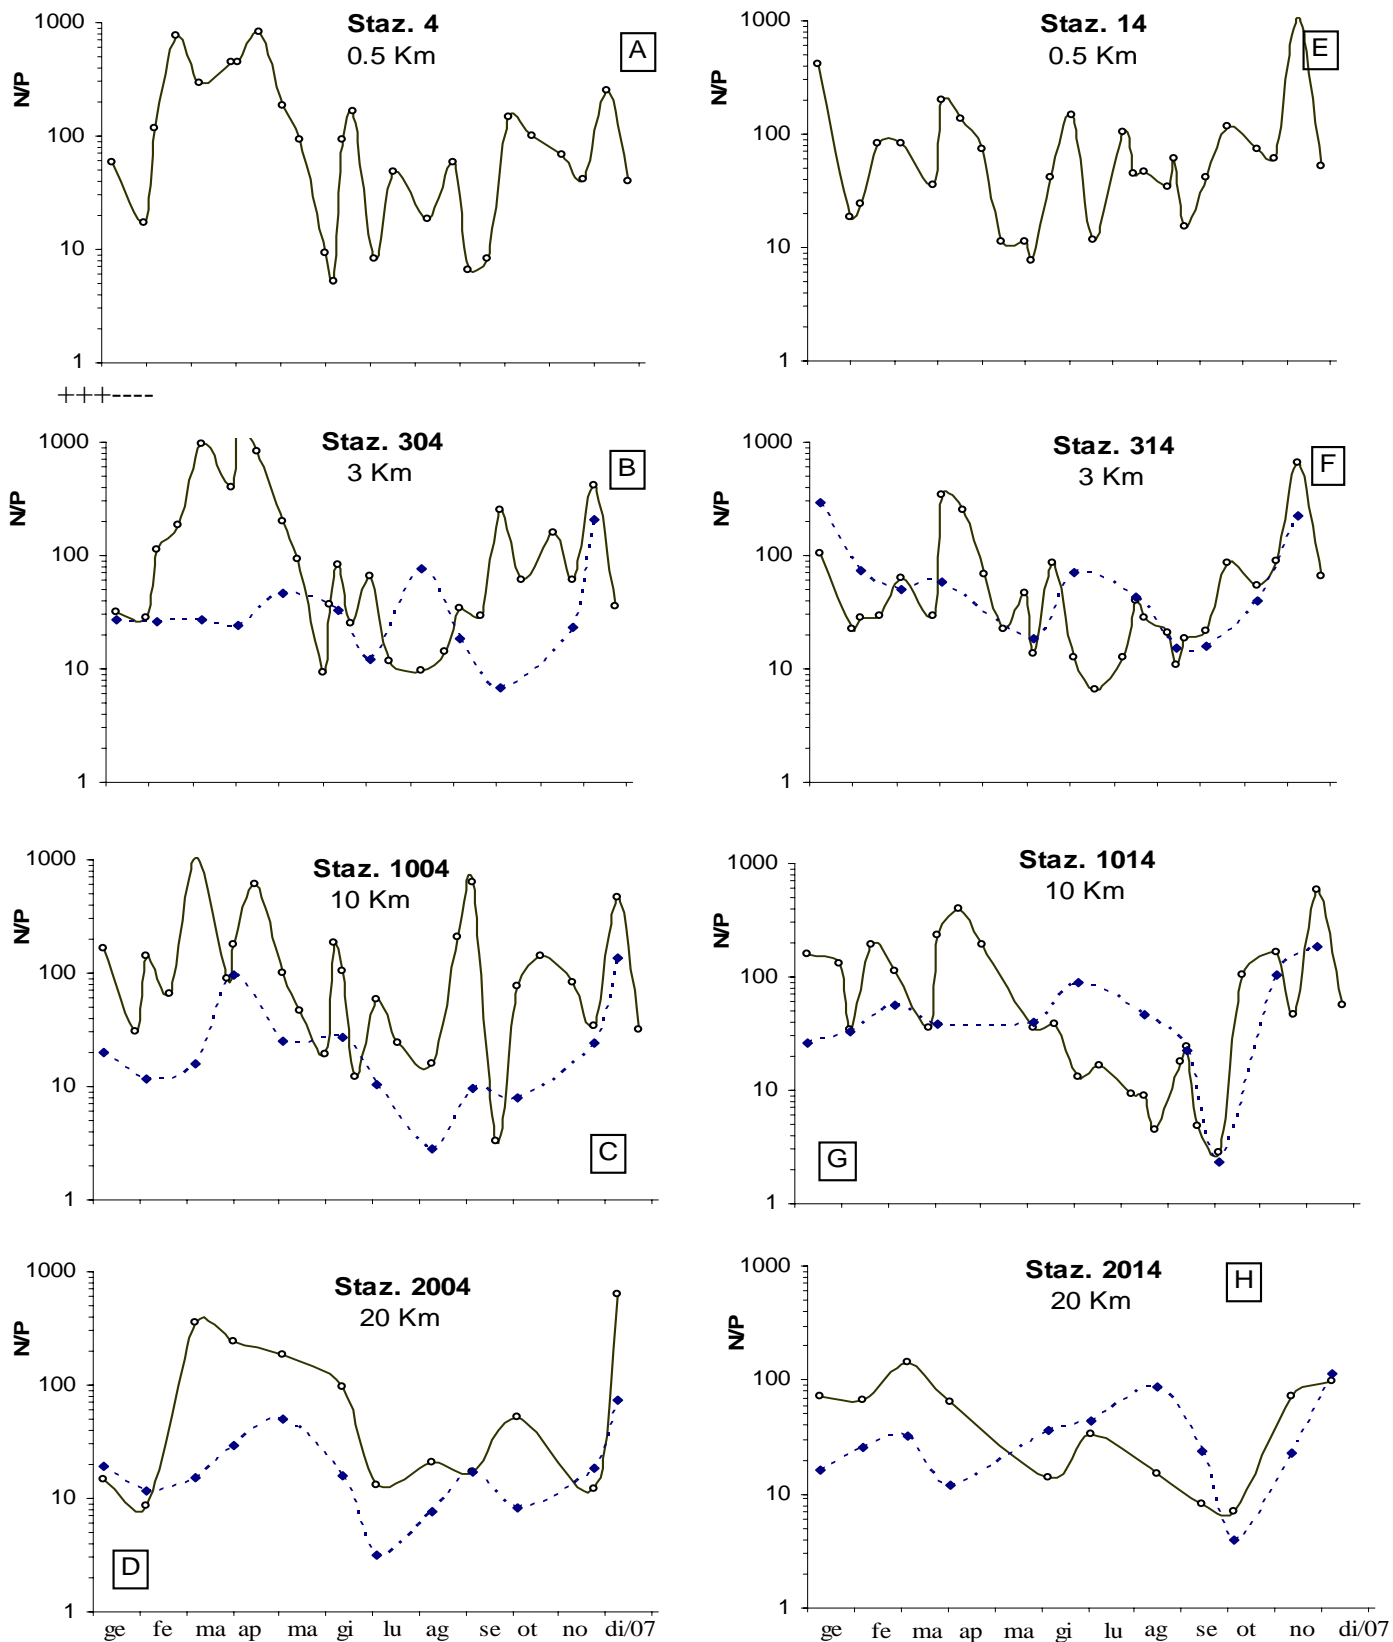 Staz. 4
0.5 Km
A
N/P
1000
100
10
1
Staz. 14
0.5 Km
E
N/P
1000
100
10
1
+++----
Staz. 304
3 Km
B
N/P
1000
100
10
1
Staz. 314
3 Km
F
N/P
1000
100
10
1
Staz. 1004
10 Km
C
N/P
1000
100
10
1
Staz. 1014
10 Km
G
N/P
1000
100
10
1
Staz. 2004
20 Km
D
N/P
1000
100
10
1
ge fe ma ap ma gi lu ag se ot no di/07
Staz. 2014
20 Km
H
N/P
1000
100
10
1
ge fe ma ap ma gi lu ag se ot no di/07